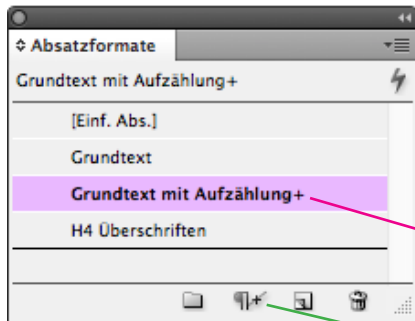 Absatzformate
Grundtext mit Aufzählung+
[Einf. Abs.]
Grundtext
Grundtext mit Aufzählung+
H4 Überschriften